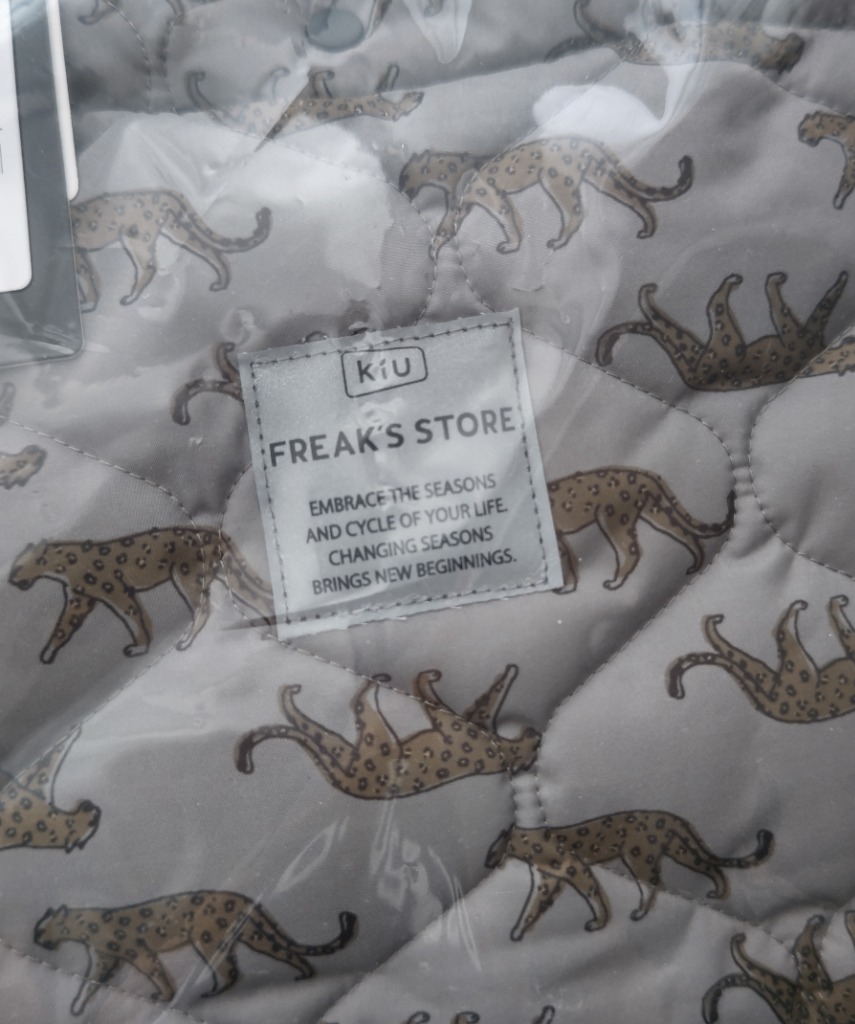 KiU
FREAK'S STORE
EMBRACE THE SEASONS
AND CYCLE OF YOUR LIFE.
CHANGING SEASONS
BRINGS NEW BEGINNINGS.